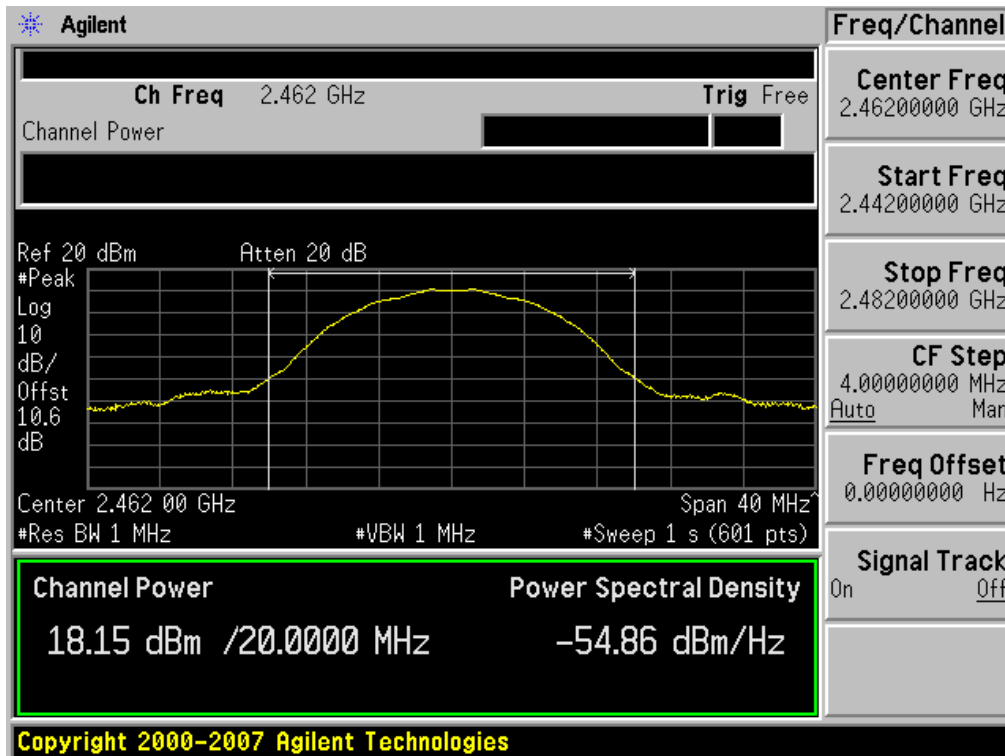 Agilent
Freq/Channel
Ch Freq 2.462 GHz Trig Free
Channel Power
Center Freq
2.46200000 GHz
Start Freq
2.44200000 GHz
Stop Freq
2.48200000 GHz
CF Step
4.00000000 MHz
Auto Man
Freq Offset
0.00000000 Hz
Signal Track
On Off
Ref 20 dBm Atten 20 dB
#Peak
Log
10
dB/
Offst
10.6
dB
Center 2.462 00 GHz Span 40 MHz^
#Res BW 1 MHz #VBW 1 MHz #Sweep 1 s (601 pts)
Channel Power Power Spectral Density
18.15 dBm /20.0000 MHz -54.86 dBm/Hz
Copyright 2000-2007 Agilent Technologies